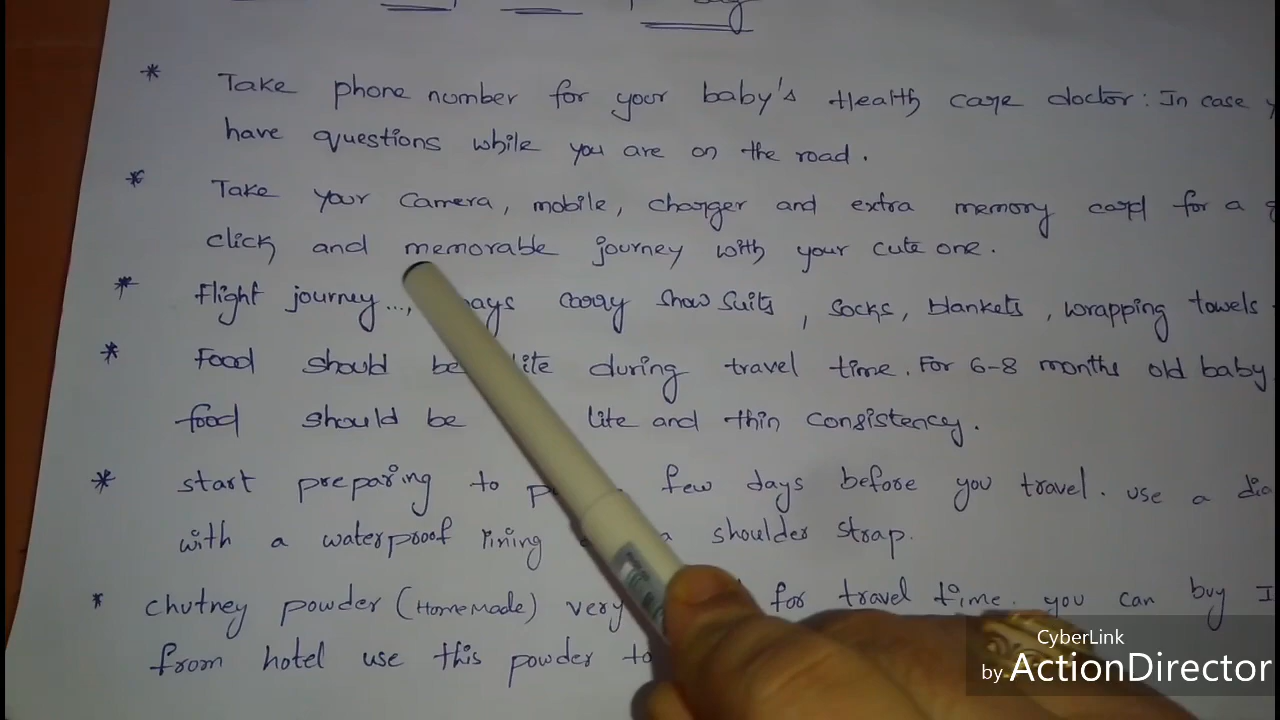 * Take phone number for your baby's Health care doctor: In case
have questions while you are on the road.
* Take your camera, mobile, charger and extra memory card for a
click and memorable journey with your cute one.
* Flight journey..., carry snow suits, socks, blankets, wrapping towels
* Food should be lite during travel time. For 6-8 months old baby
food should be lite and thin consistency.
* start preparing to few days before you travel. use a
with a waterproof lining a shoulder strap.
* chutney powder (Home made) very for travel time. you can buy
from hotel use this powder
CyberLink
by ActionDirector